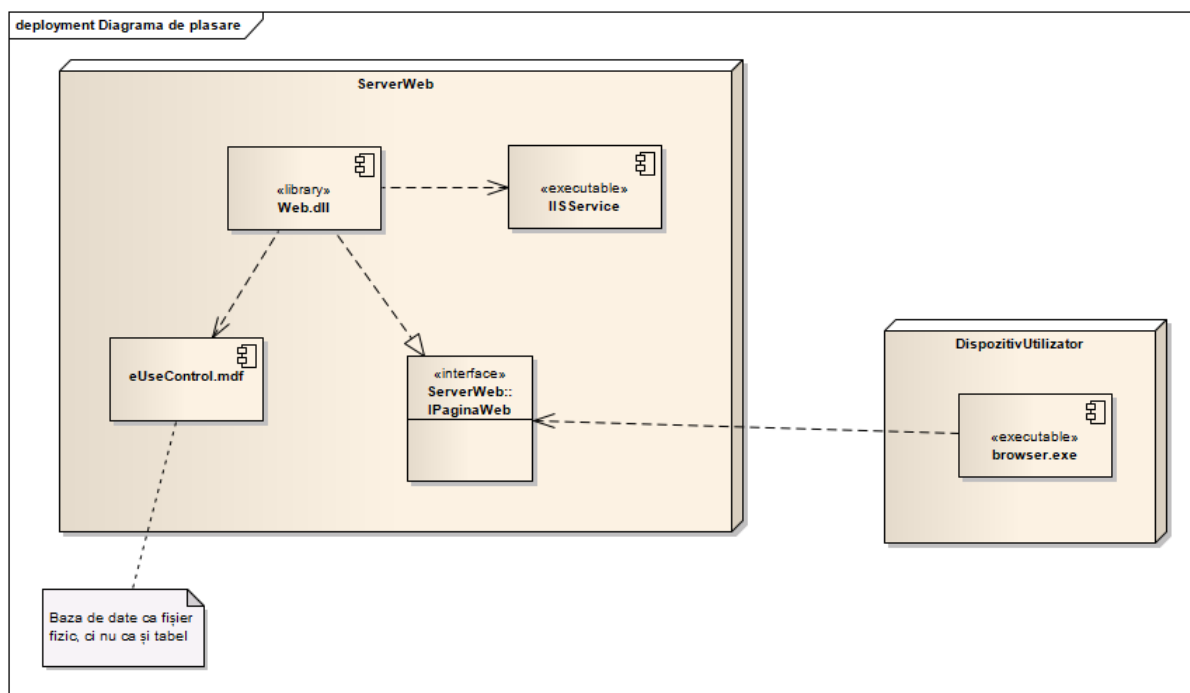 deployment Diagrama de plasare
ServerWeb
«library»
Web.dll
«executable»
IISService
eUseControl.mdf
«interface»
ServerWeb::
IPaginaWeb
DispozitivUtilizator
«executable»
browser.exe
Baza de date ca fișier
fizic, ci nu ca și tabel